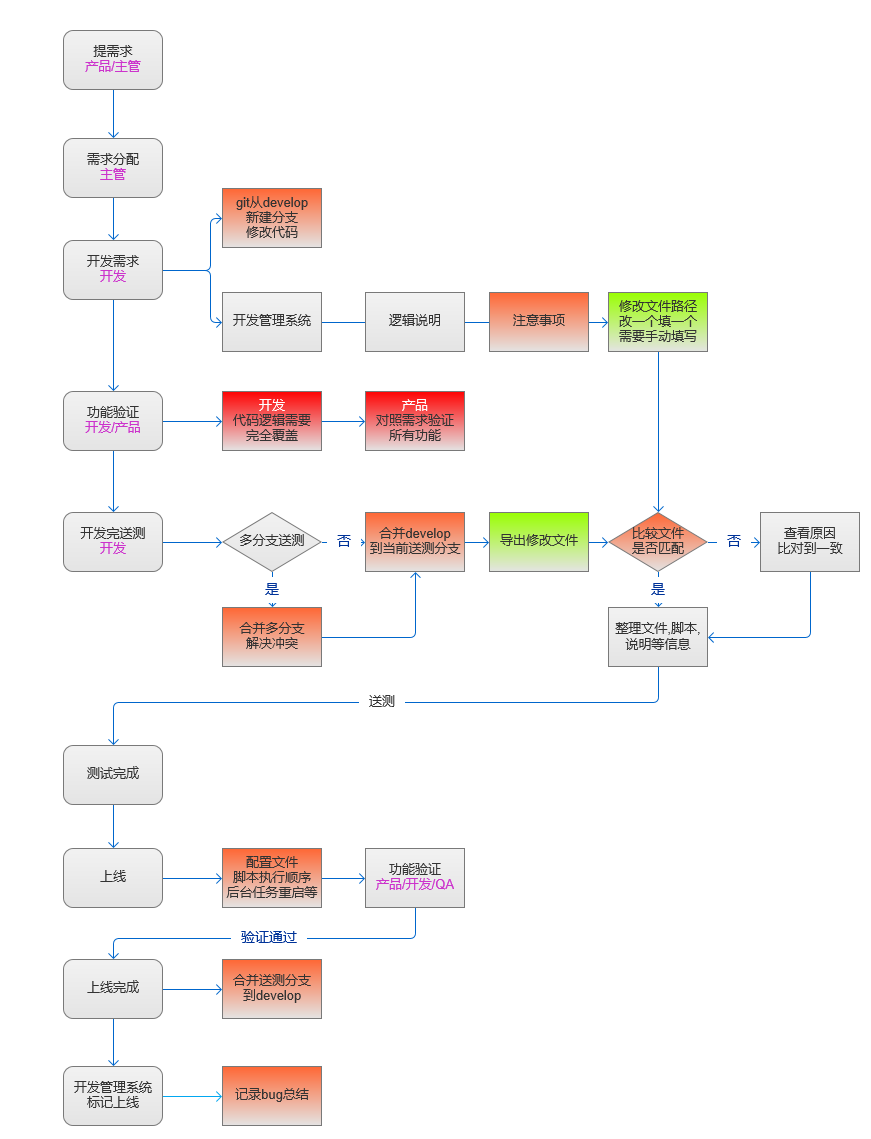 提需求
产品/主管
需求分配
主管
git从develop
新建分支
修改代码
开发需求
开发
开发管理系统
逻辑说明
注意事项
修改文件路径
改一个填一个
需要手动填写
功能验证
开发/产品
开发
代码逻辑需要
完全覆盖
产品
对照需求验证
所有功能
开发完送测
开发
多分支送测
否
合并develop
到当前送测分支
导出修改文件
比较文件
是否匹配
否
查看原因
比对到一致
是
是
合并多分支
解决冲突
整理文件,脚本,
说明等信息
送测
测试完成
上线
配置文件
脚本执行顺序
后台任务重启等
功能验证
产品/开发/QA
验证通过
上线完成
合并送测分支
到develop
开发管理系统
标记上线
记录bug总结